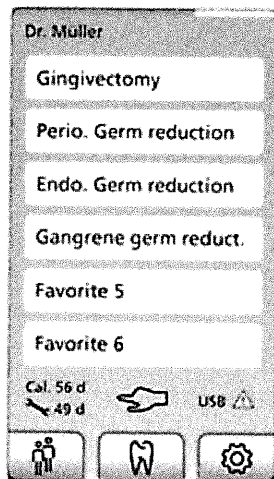 Dr. Müller
Gingivectomy
Perio. Germ reduction
Endo. Germ reduction
Gangrene germ reduct.
Favorite 5
Favorite 6
Cal. 56 d
49 d
USB